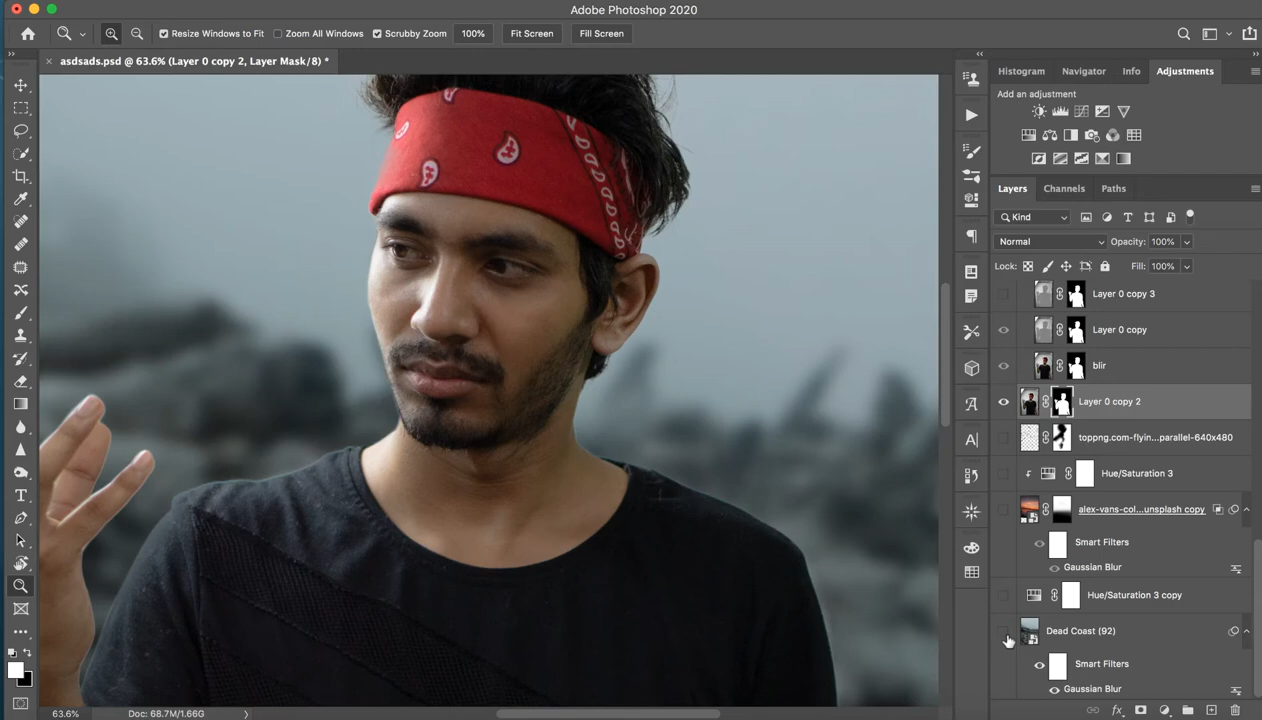 Adobe Photoshop 2020
Resize Windows to Fit Zoom All Windows Scrubby Zoom 100% Fit Screen Fill Screen
asdsads.psd @ 63.6% (Layer 0 copy 2, Layer Mask/8) *
Histogram Navigator Info Adjustments
Add an adjustment
Layers Channels Paths
Kind
Normal Opacity: 100%
Lock: Fill: 100%
Layer 0 copy 3
Layer 0 copy
blir
Layer 0 copy 2
toppng.com-flyin...parallel-640x480
Hue/Saturation 3
alex-vans-col...unsplash copy
Smart Filters
Gaussian Blur
Hue/Saturation 3 copy
Dead Coast (92)
Smart Filters
Gaussian Blur
63.6% Doc: 68.7M/1.66G